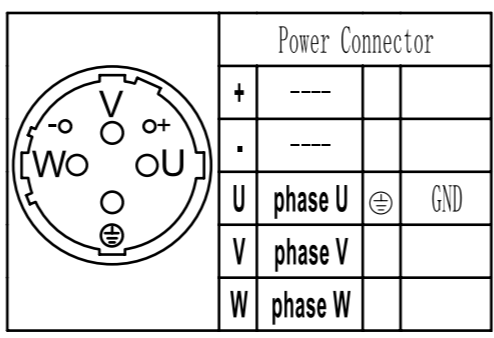 Power Connector
V
-
+
W
U
+ ----
- ----
U phase U ⏚ GND
V phase V
W phase W